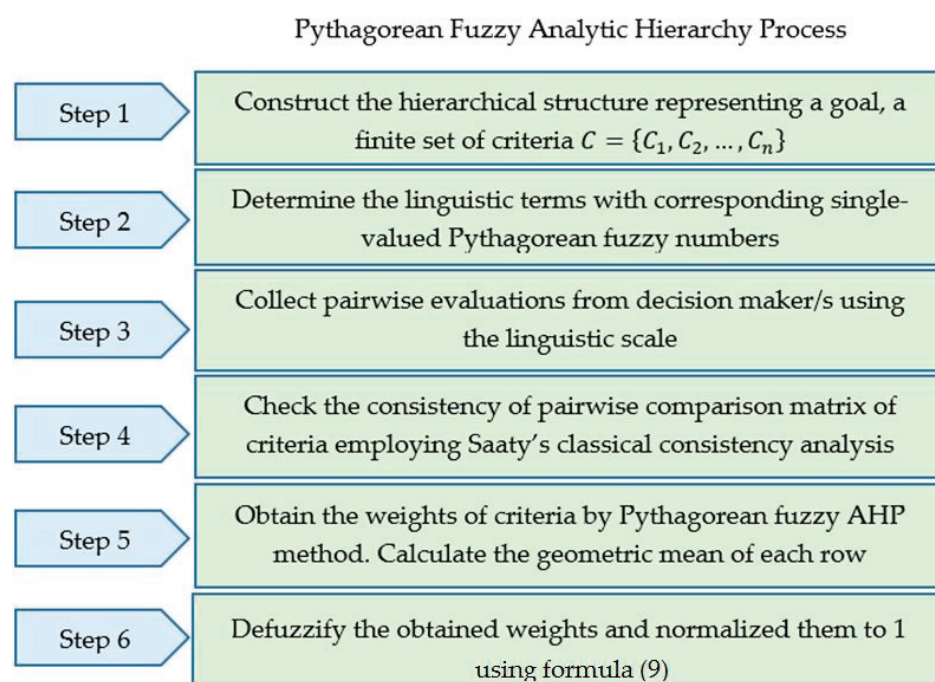 Pythagorean Fuzzy Analytic Hierarchy Process
Step 1
Construct the hierarchical structure representing a goal, a
finite set of criteria C = {C₁, C₂, … , Cₙ}
Step 2
Determine the linguistic terms with corresponding single-
valued Pythagorean fuzzy numbers
Step 3
Collect pairwise evaluations from decision maker/s using
the linguistic scale
Step 4
Check the consistency of pairwise comparison matrix of
criteria employing Saaty’s classical consistency analysis
Step 5
Obtain the weights of criteria by Pythagorean fuzzy AHP
method. Calculate the geometric mean of each row
Step 6
Defuzzify the obtained weights and normalized them to 1
using formula (9)